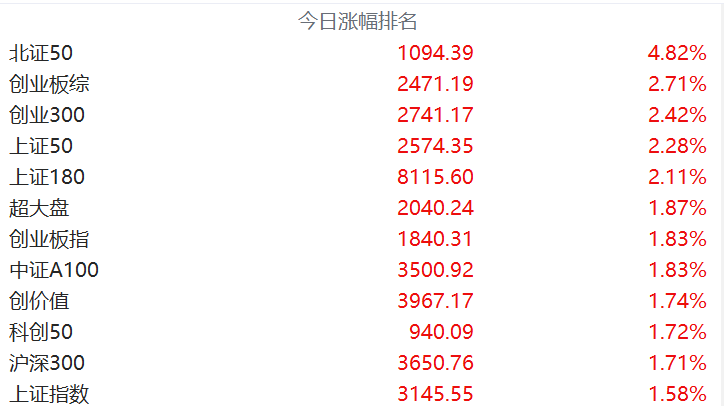 今日涨幅排名
北证50 1094.39 4.82%
创业板综 2471.19 2.71%
创业300 2741.17 2.42%
上证50 2574.35 2.28%
上证180 8115.60 2.11%
超大盘 2040.24 1.87%
创业板指 1840.31 1.83%
中证A100 3500.92 1.83%
创价值 3967.17 1.74%
科创50 940.09 1.72%
沪深300 3650.76 1.71%
上证指数 3145.55 1.58%